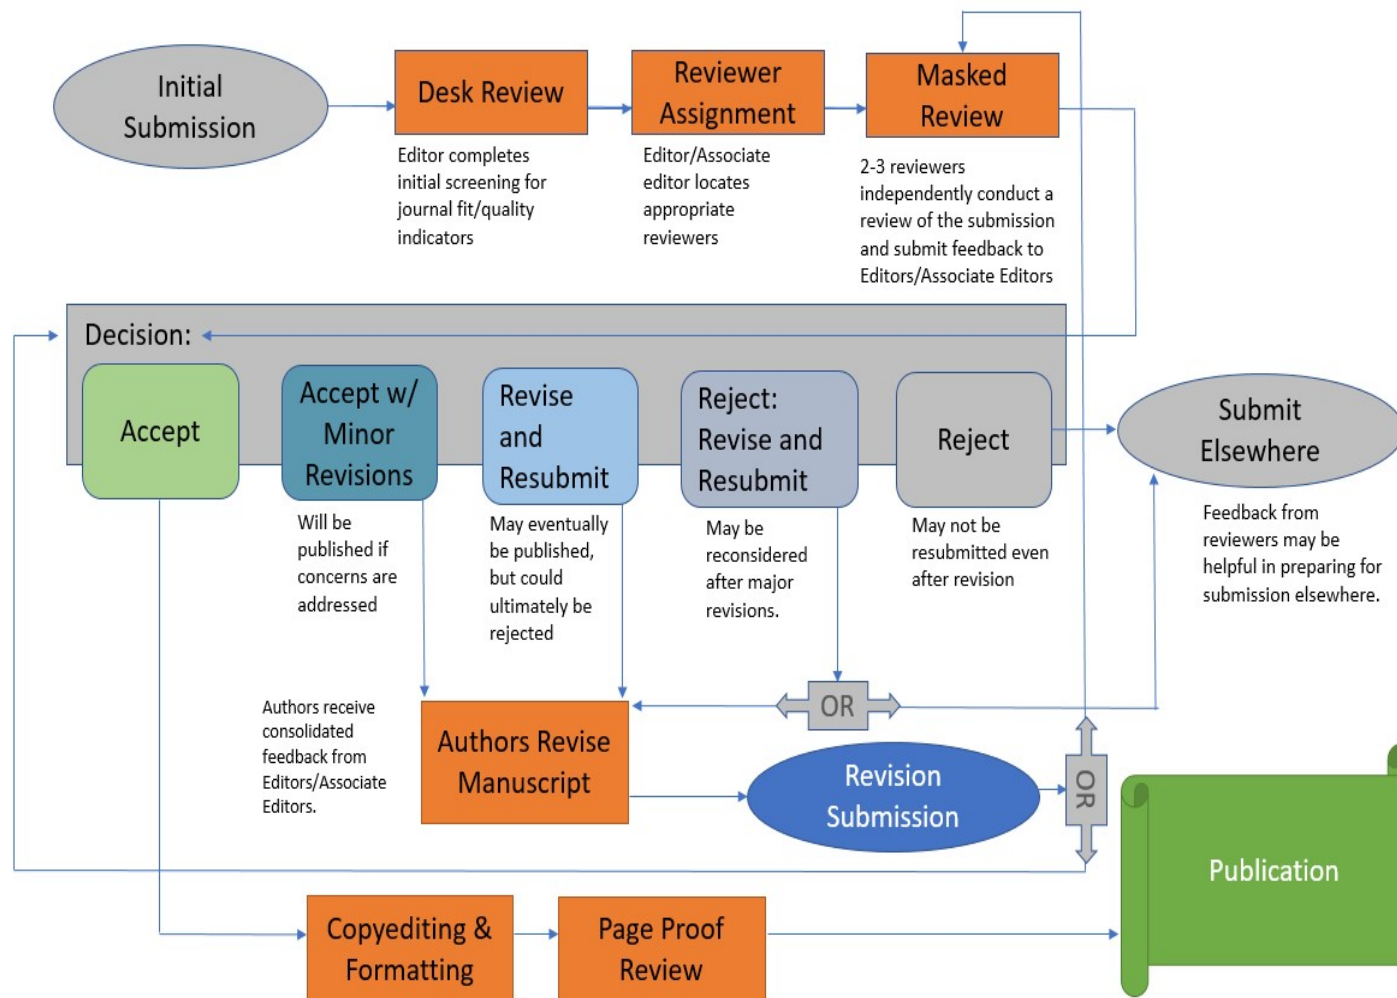 Initial
Submission
Desk Review
Reviewer
Assignment
Masked
Review
Editor completes
initial screening for
journal fit/quality
indicators
Editor/Associate
editor locates
appropriate
reviewers
2-3 reviewers
independently conduct a
review of the submission
and submit feedback to
Editors/Associate Editors
Decision:
Accept
Accept w/
Minor
Revisions
Revise
and
Resubmit
Reject:
Revise and
Resubmit
Reject
Submit
Elsewhere
Will be
published if
concerns are
addressed
May eventually
be published,
but could
ultimately be
rejected
May be
reconsidered
after major
revisions.
May not be
resubmitted even
after revision
Feedback from
reviewers may be
helpful in preparing for
submission elsewhere.
OR
Authors receive
consolidated
feedback from
Editors/Associate
Editors.
Authors Revise
Manuscript
Revision
Submission
OR
Publication
Copyediting &
Formatting
Page Proof
Review